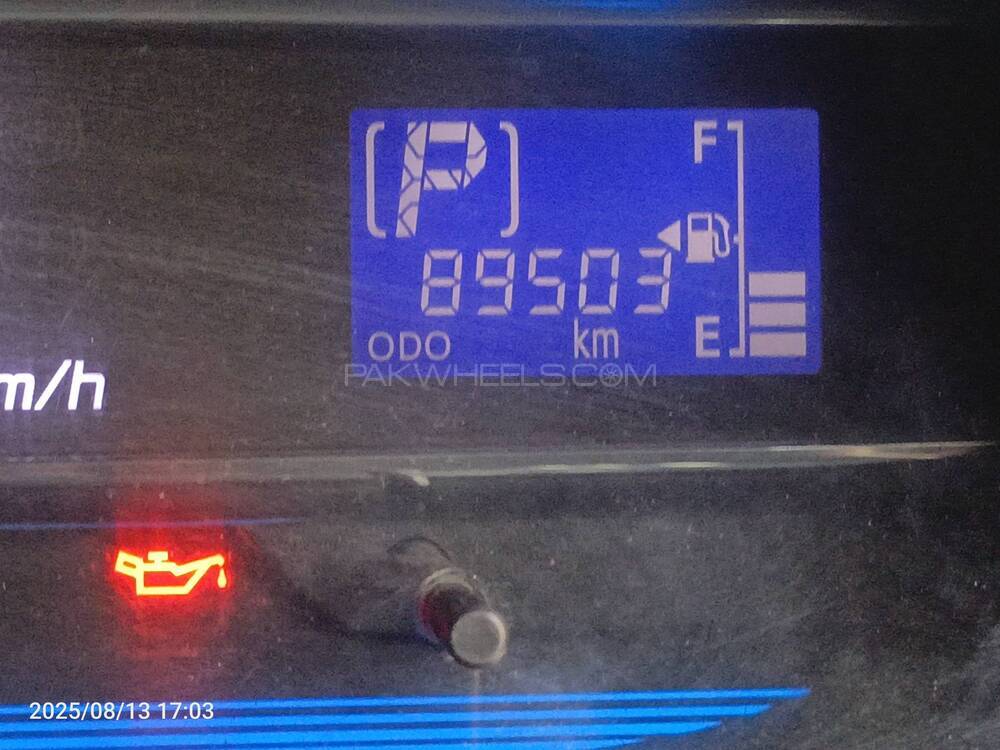 (P)
F
89503
ODO km E
PAKWHEELS.COM
m/h
2025/08/13 17:03